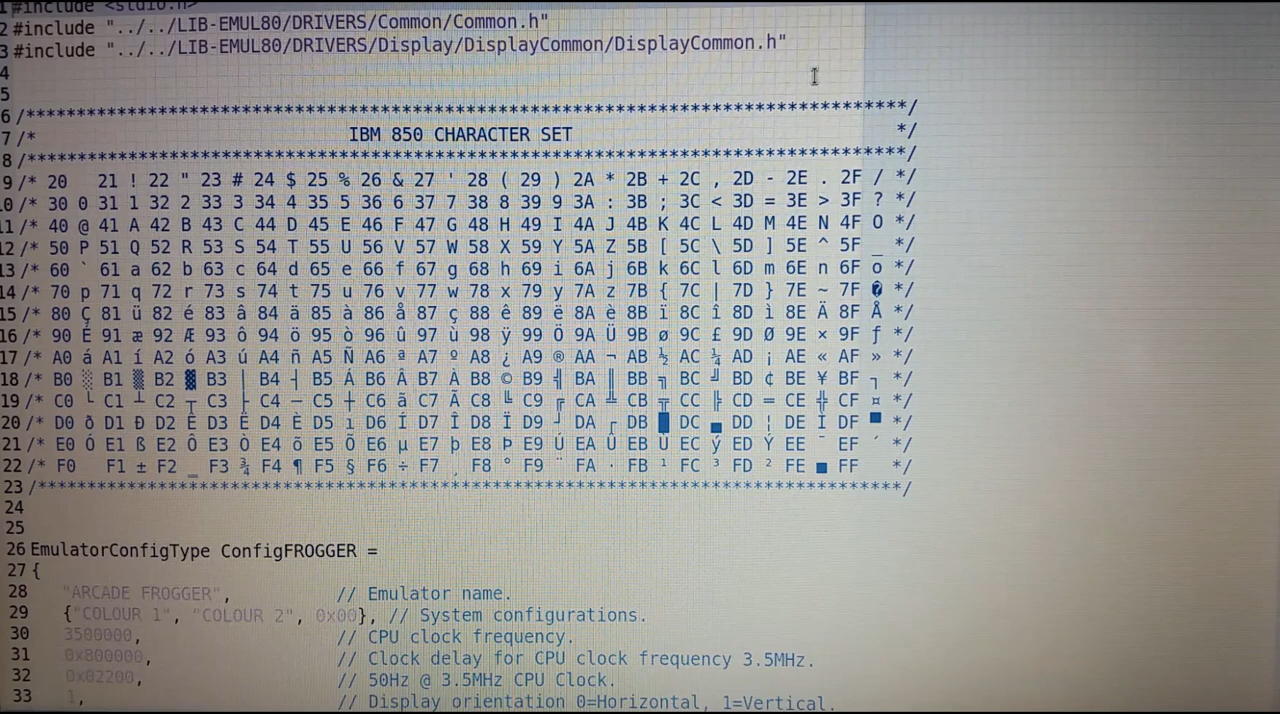 1 #include <stdio.h>
2 #include "../../LIB-EMUL80/DRIVERS/Common/Common.h"
3 #include "../../LIB-EMUL80/DRIVERS/Display/DisplayCommon/DisplayCommon.h"
4
5
6 /***********************************************************************************/
7 /* IBM 850 CHARACTER SET */
8 /***********************************************************************************/
9 /* 20   21 ! 22 " 23 # 24 $ 25 % 26 & 27 ' 28 ( 29 ) 2A * 2B + 2C , 2D - 2E . 2F / */
10 /* 30 0 31 1 32 2 33 3 34 4 35 5 36 6 37 7 38 8 39 9 3A : 3B ; 3C < 3D = 3E > 3F ? */
11 /* 40 @ 41 A 42 B 43 C 44 D 45 E 46 F 47 G 48 H 49 I 4A J 4B K 4C L 4D M 4E N 4F O */
12 /* 50 P 51 Q 52 R 53 S 54 T 55 U 56 V 57 W 58 X 59 Y 5A Z 5B [ 5C \ 5D ] 5E ^ 5F _ */
13 /* 60 ` 61 a 62 b 63 c 64 d 65 e 66 f 67 g 68 h 69 i 6A j 6B k 6C l 6D m 6E n 6F o */
14 /* 70 p 71 q 72 r 73 s 74 t 75 u 76 v 77 w 78 x 79 y 7A z 7B { 7C | 7D } 7E ~ 7F � */
15 /* 80 Ç 81 ü 82 é 83 â 84 ä 85 à 86 å 87 ç 88 ê 89 ë 8A è 8B ï 8C î 8D ì 8E Ä 8F Å */
16 /* 90 É 91 æ 92 Æ 93 ô 94 ö 95 ò 96 û 97 ù 98 ÿ 99 Ö 9A Ü 9B ø 9C £ 9D Ø 9E × 9F ƒ */
17 /* A0 á A1 í A2 ó A3 ú A4 ñ A5 Ñ A6 ª A7 º A8 ¿ A9 ® AA ¬ AB ½ AC ¼ AD ¡ AE « AF » */
18 /* B0 ░ B1 ▒ B2 ▓ B3 │ B4 ┤ B5 Á B6 Â B7 À B8 © B9 ╣ BA ║ BB ╗ BC ╝ BD ¢ BE ¥ BF ┐ */
19 /* C0 └ C1 ┴ C2 ┬ C3 ├ C4 ─ C5 ┼ C6 ã C7 Ã C8 ╚ C9 ╔ CA ╩ CB ╦ CC ╠ CD ═ CE ╬ CF ¤ */
20 /* D0 ð D1 Ð D2 Ê D3 Ë D4 È D5 ı D6 Í D7 Î D8 Ï D9 ┘ DA ┌ DB █ DC ▄ DD ¦ DE Ì DF ▀ */
21 /* E0 Ó E1 ß E2 Ô E3 Ò E4 õ E5 Õ E6 µ E7 þ E8 Þ E9 Ú EA Û EB Ù EC ý ED Ý EE ¯ EF ´ */
22 /* F0   F1 ± F2 ‗ F3 ¾ F4 ¶ F5 § F6 ÷ F7 ¸ F8 ° F9 ¨ FA · FB ¹ FC ³ FD ² FE ■ FF   */
23 /***********************************************************************************/
24
25
26 EmulatorConfigType ConfigFROGGER =
27 {
28 "ARCADE FROGGER", // Emulator name.
29 {"COLOUR 1", "COLOUR 2", 0x00}, // System configurations.
30 3500000, // CPU clock frequency.
31 0x800000, // Clock delay for CPU clock frequency 3.5MHz.
32 0x02200, // 50Hz @ 3.5MHz CPU Clock.
33 1, // Display orientation 0=Horizontal, 1=Vertical.